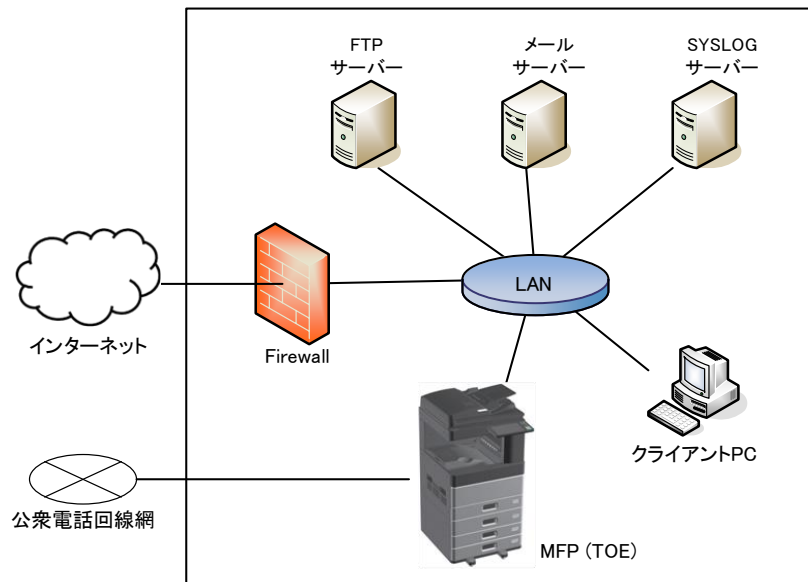 FTP
サーバー
メール
サーバー
SYSLOG
サーバー
LAN
インターネット
Firewall
クライアントPC
公衆電話回線網
MFP (TOE)